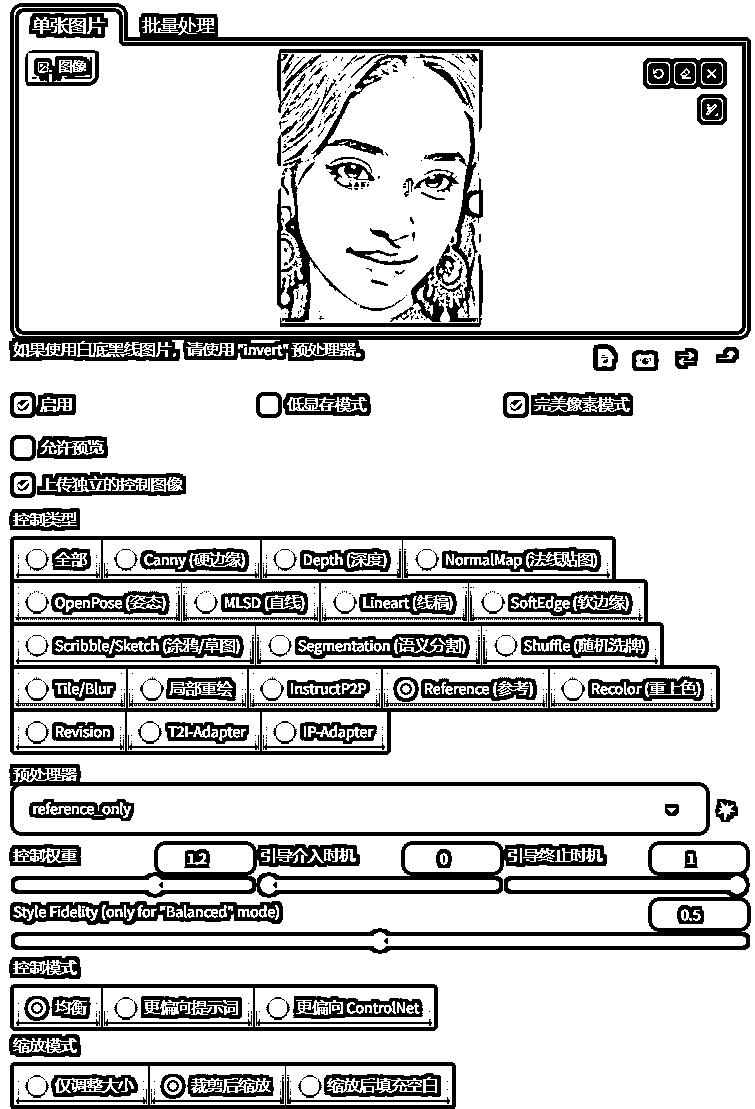 单张图片 批量处理
图像
如果使用白底黑线图片，请使用 "invert" 预处理器。
启用 低显存模式 完美像素模式
允许预览
上传独立的控制图像
控制类型
全部 Canny (硬边缘) Depth (深度) NormalMap (法线贴图)
OpenPose (姿态) MLSD (直线) Lineart (线稿) SoftEdge (软边缘)
Scribble/Sketch (涂鸦/草图) Segmentation (语义分割) Shuffle (随机洗牌)
Tile/Blur 局部重绘 InstructP2P Reference (参考) Recolor (重上色)
Revision T2I-Adapter IP-Adapter
预处理器
reference_only
控制权重 1.2 引导介入时机 0 引导终止时机 1
Style Fidelity (only for "Balanced" mode) 0.5
控制模式
均衡 更偏向提示词 更偏向 ControlNet
缩放模式
仅调整大小 裁剪后缩放 缩放后填充空白